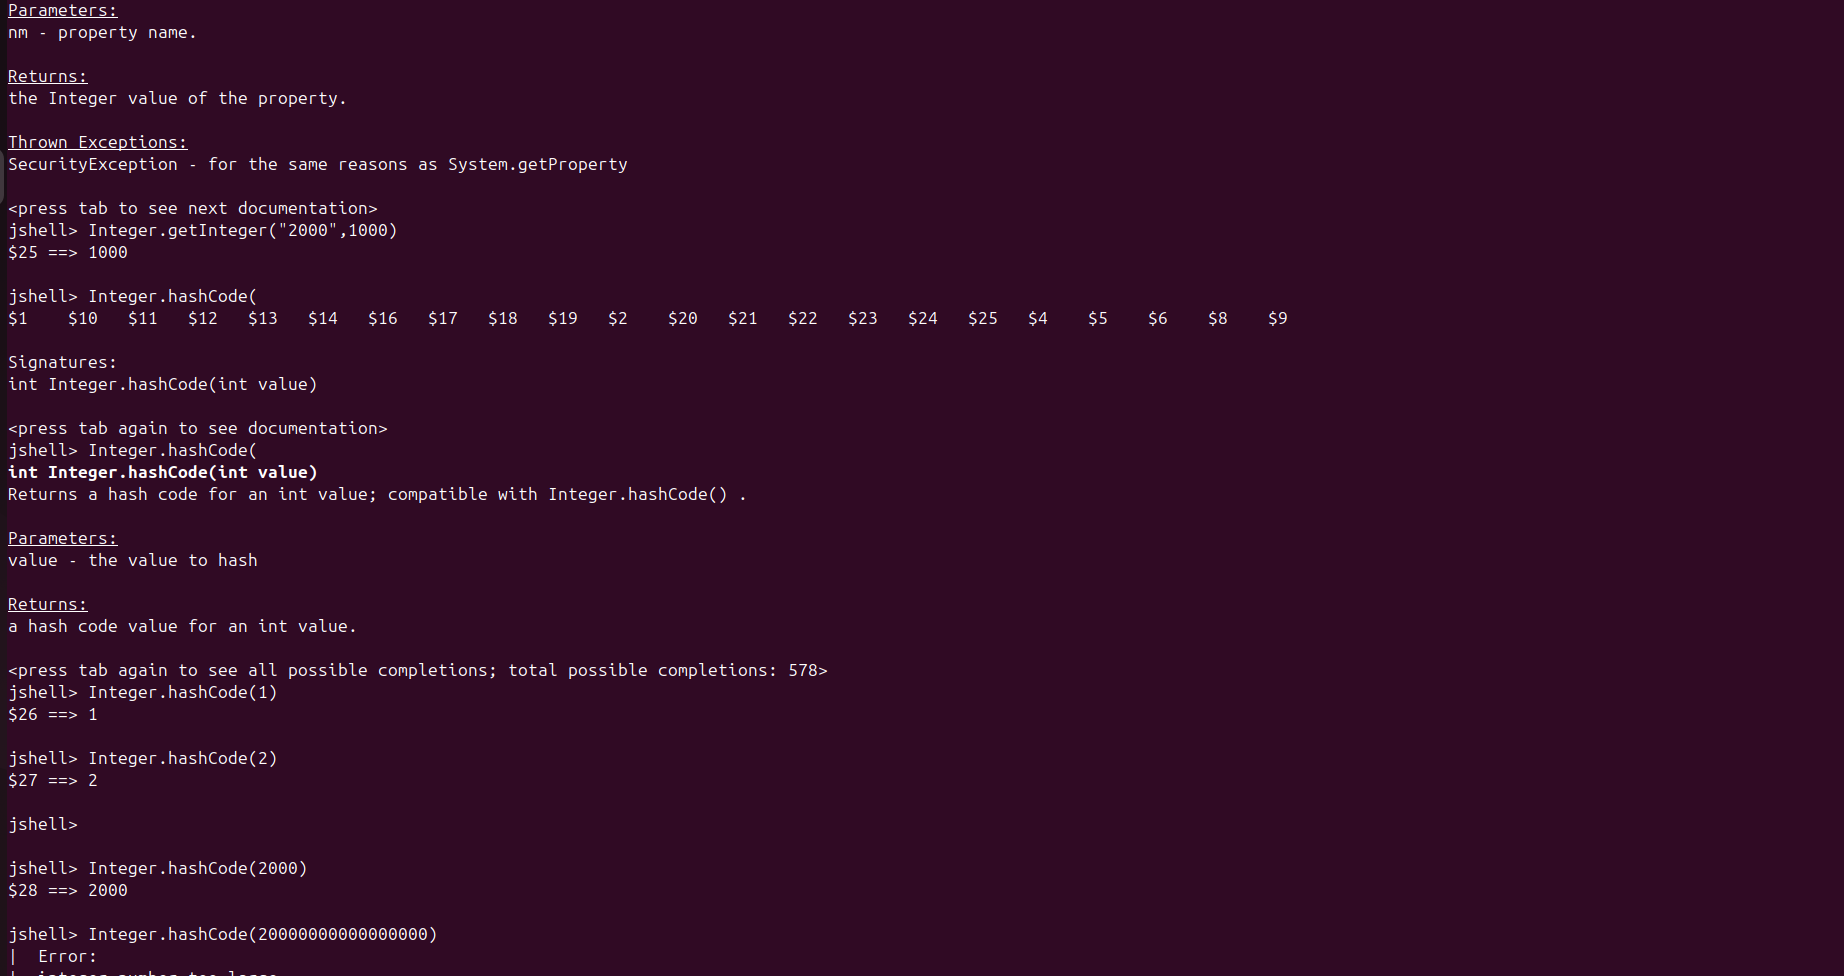 Parameters:
nm - property name.
Returns:
the Integer value of the property.
Thrown Exceptions:
SecurityException - for the same reasons as System.getProperty
<press tab to see next documentation>
jshell> Integer.getInteger("2000",1000)
$25 ==> 1000
jshell> Integer.hashCode(
$1    $10   $11   $12   $13   $14   $16   $17   $18   $19   $2    $20   $21   $22   $23   $24   $25   $4    $5    $6    $8    $9
Signatures:
int Integer.hashCode(int value)
<press tab again to see documentation>
jshell> Integer.hashCode(
int Integer.hashCode(int value)
Returns a hash code for an int value; compatible with Integer.hashCode() .
Parameters:
value - the value to hash
Returns:
a hash code value for an int value.
<press tab again to see all possible completions; total possible completions: 578>
jshell> Integer.hashCode(1)
$26 ==> 1
jshell> Integer.hashCode(2)
$27 ==> 2
jshell>
jshell> Integer.hashCode(2000)
$28 ==> 2000
jshell> Integer.hashCode(20000000000000000)
|  Error:
|  integer number too large